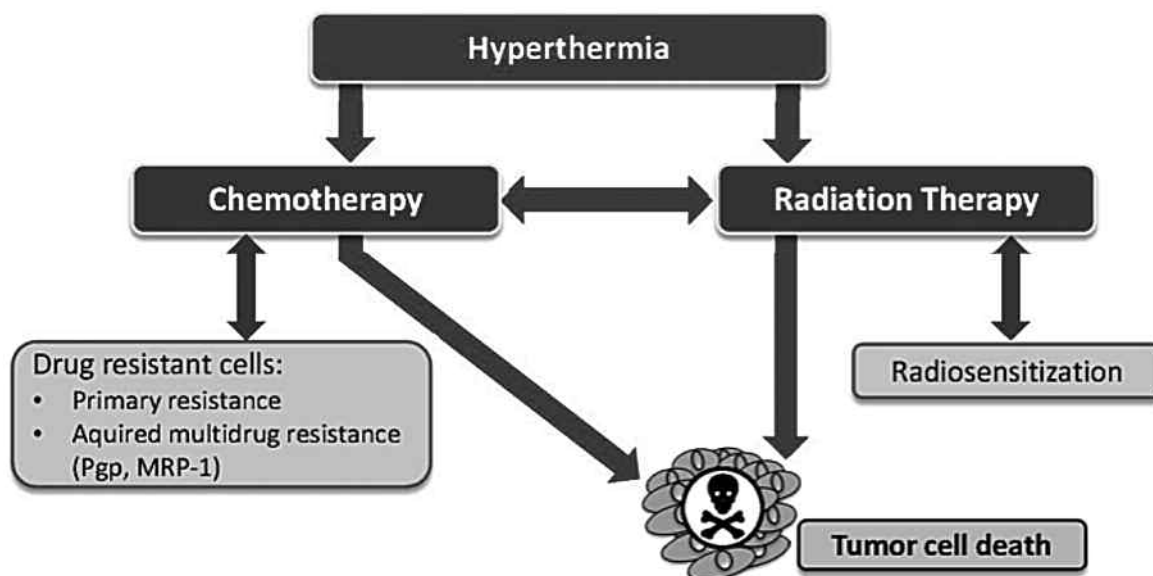 Hyperthermia
Chemotherapy
Radiation Therapy
Drug resistant cells:
• Primary resistance
• Aquired multidrug resistance
(Pgp, MRP-1)
Radiosensitization
Tumor cell death